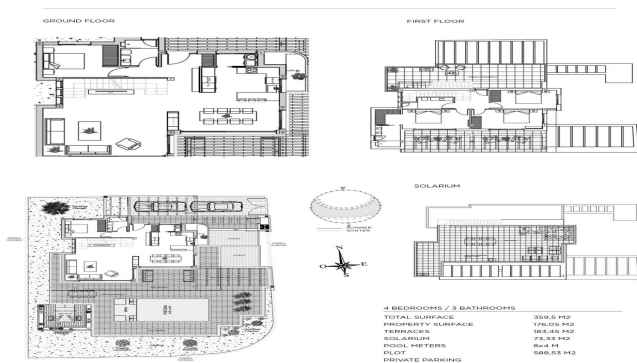 GROUND FLOOR
FIRST FLOOR
N
SUMMER
WINTER
SOLARIUM
N
O
E
S
4 BEDROOMS / 3 BATHROOMS
TOTAL SURFACE 359,5 M2
PROPERTY SURFACE 176,05 M2
TERRACES 183,45 M2
SOLARIUM 73,33 M2
POOL METERS 8x4 M
PLOT 588,53 M2
PRIVATE PARKING